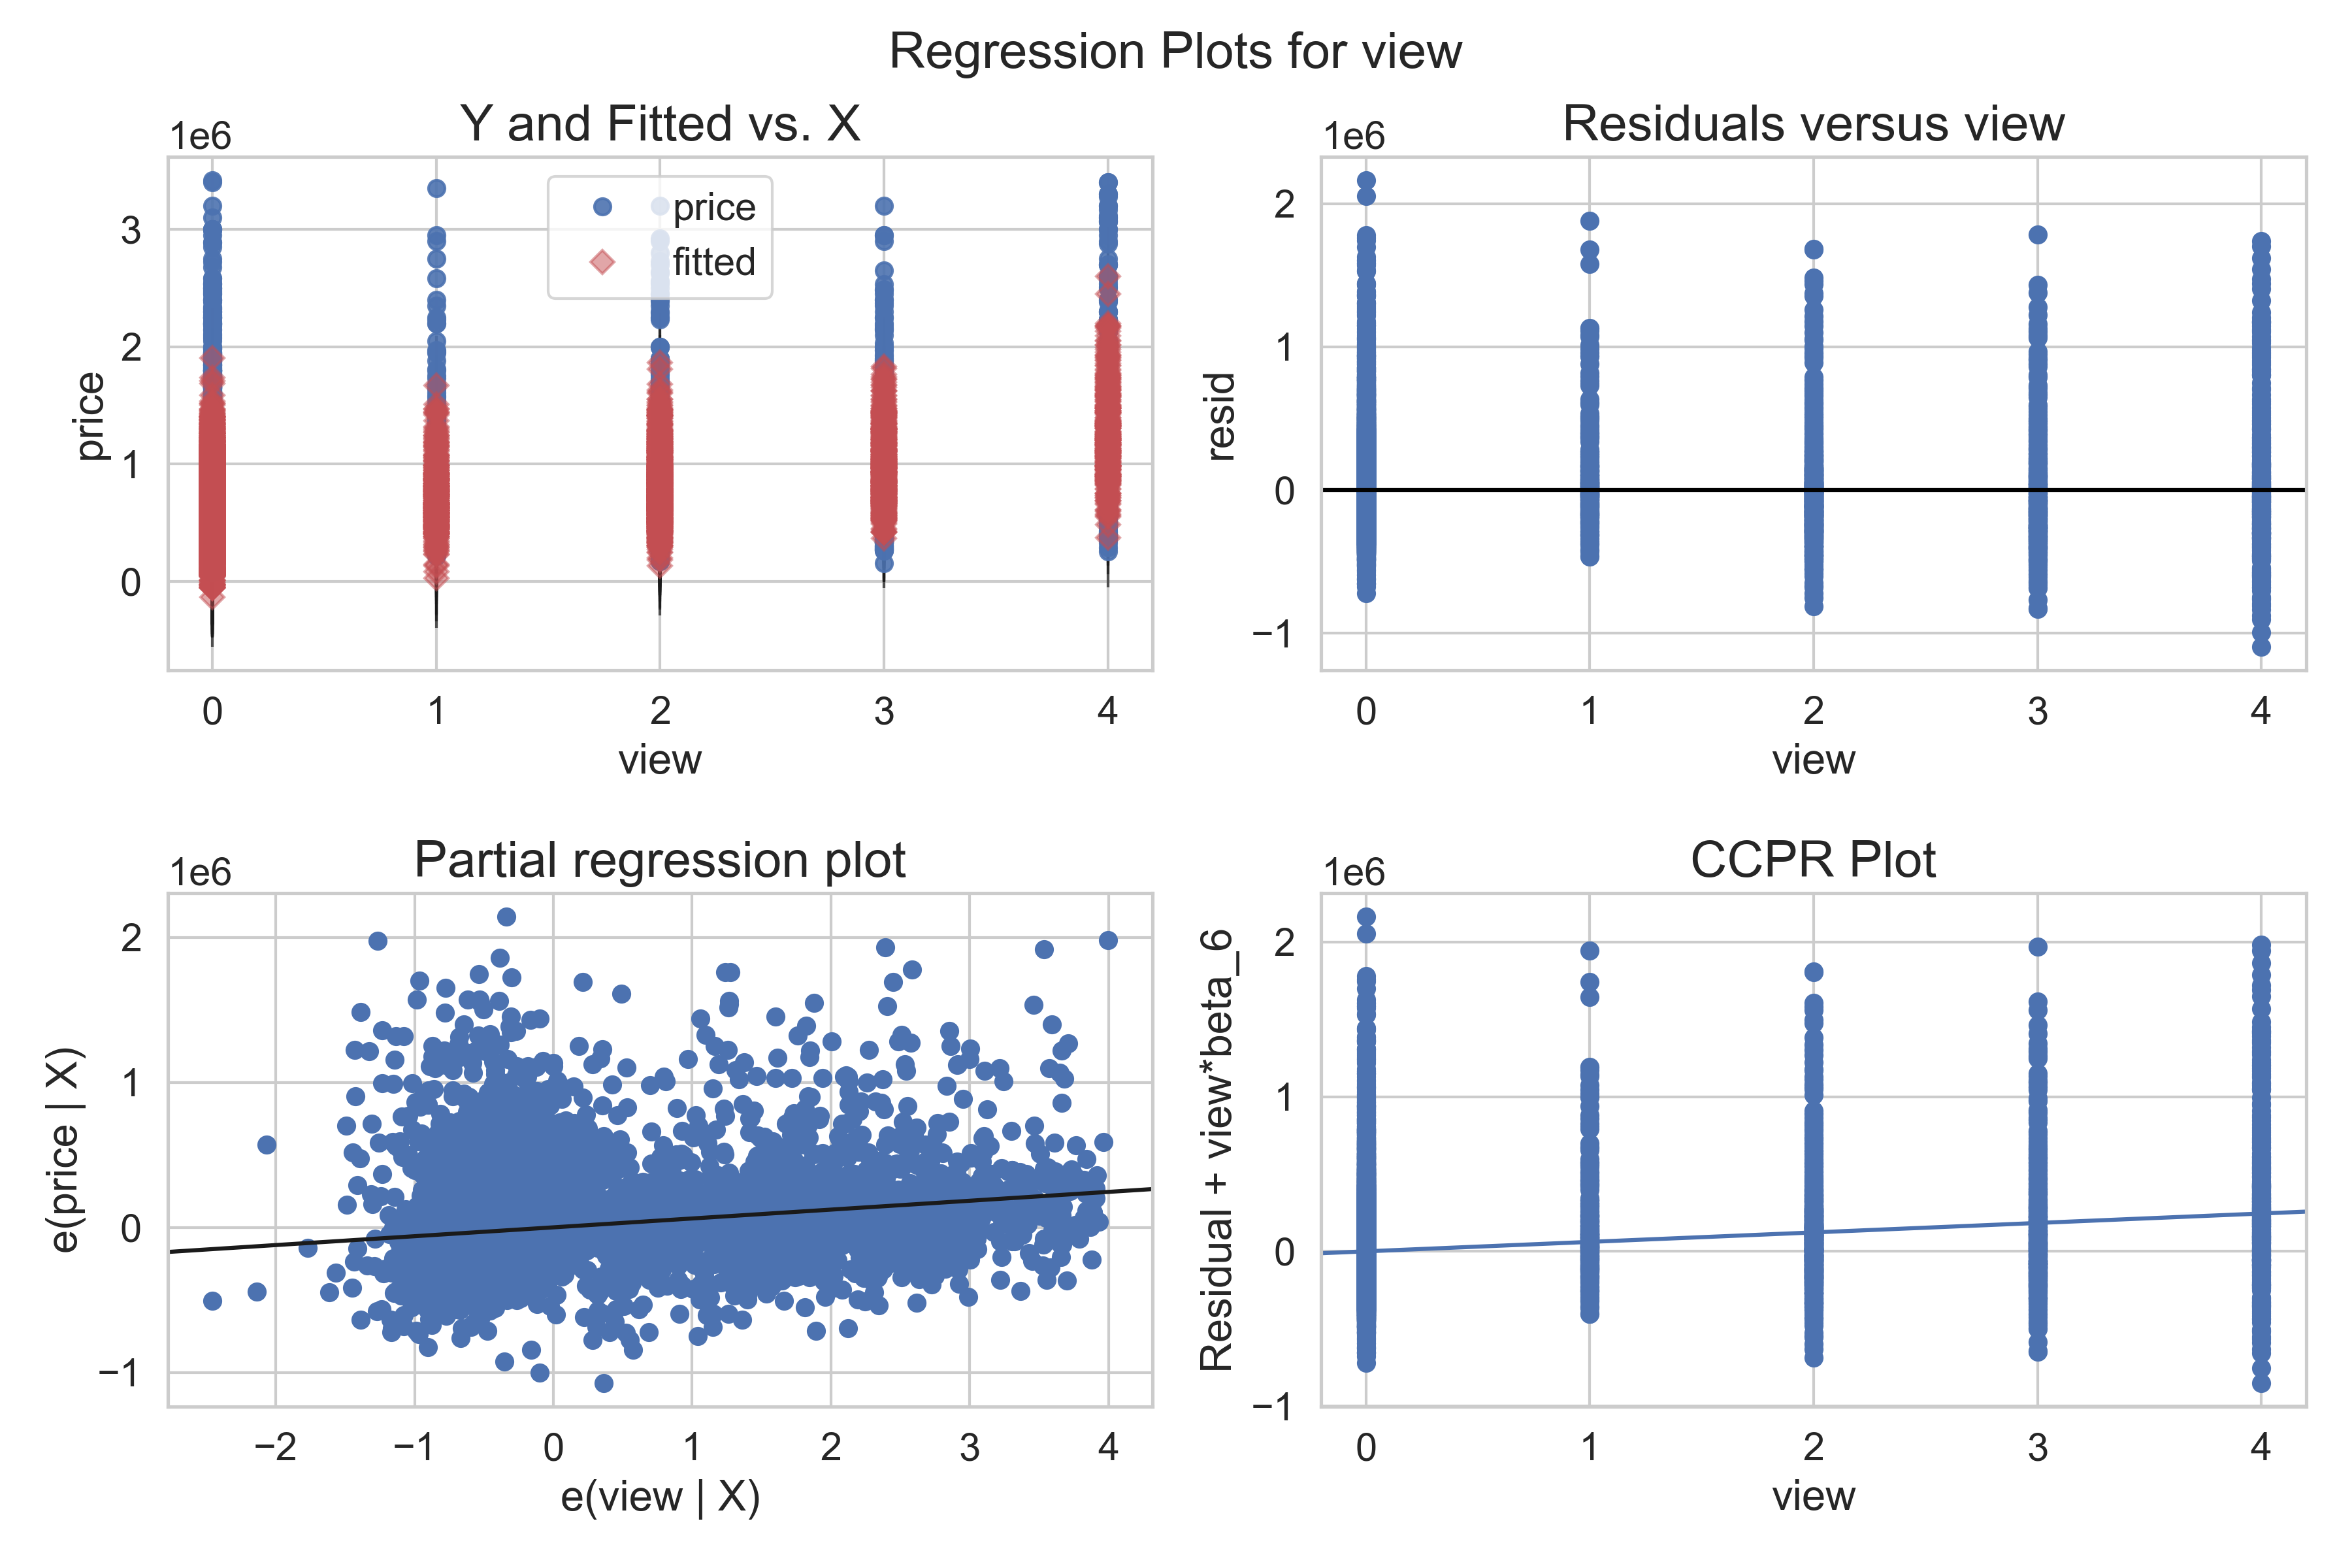 Regression Plots for view
Y and Fitted vs. X
1e6
price
fitted
3
2
1
0
price
0 1 2 3 4
view
Residuals versus view
1e6
2
1
0
−1
resid
0 1 2 3 4
view
Partial regression plot
1e6
2
1
0
−1
e(price | X)
−2 −1 0 1 2 3 4
e(view | X)
CCPR Plot
1e6
2
1
0
−1
Residual + view*beta_6
0 1 2 3 4
view